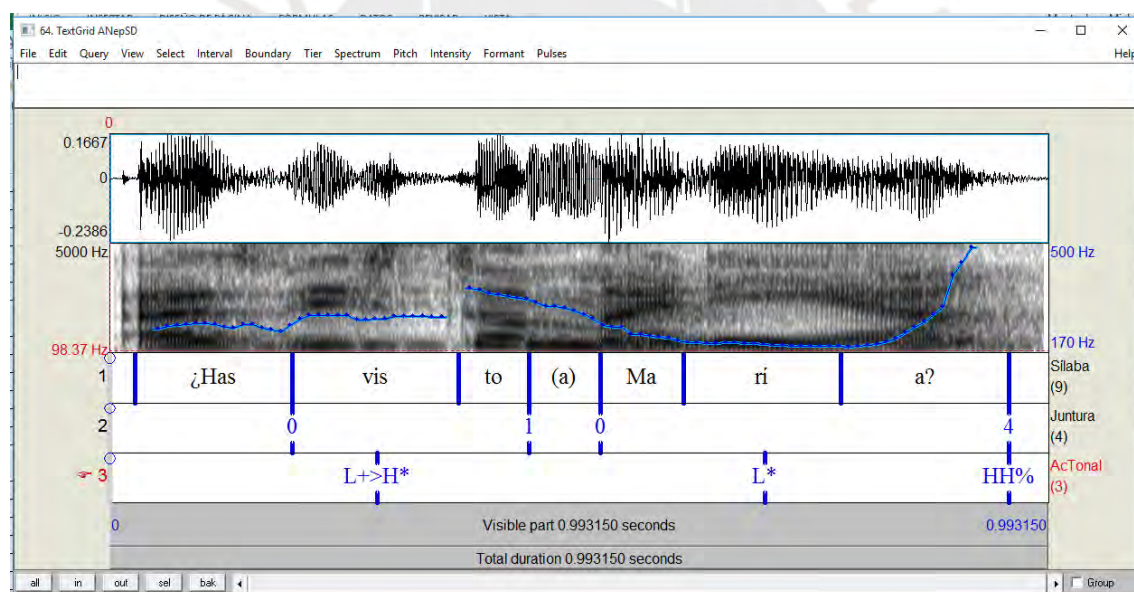 64. TextGrid ANepSD
File Edit Query View Select Interval Boundary Tier Spectrum Pitch Intensity Formant Pulses Help
0
0.1667
0
-0.2386
5000 Hz 500 Hz
98.37 Hz 170 Hz
1 ¿Has vis to (a) Ma rí a? Sílaba (9)
2 0 1 0 4 Juntura (4)
3 L+>H* L* HH% AcTonal (3)
0 Visible part 0.993150 seconds 0.993150
Total duration 0.993150 seconds
all in out sel bak Group